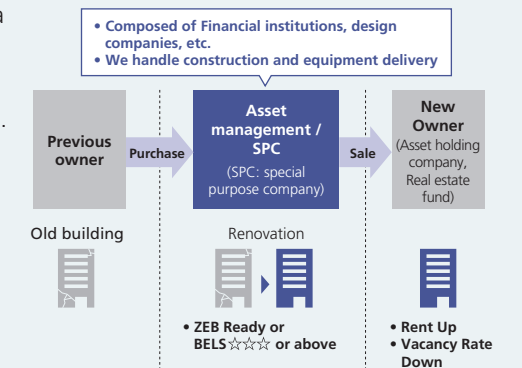 a
.
• Composed of Financial institutions, design
companies, etc.
• We handle construction and equipment delivery
Previous
owner
Purchase
Asset
management /
SPC
(SPC: special
purpose company)
Sale
New
Owner
(Asset holding
company,
Real estate
fund)
Old building
Renovation
• ZEB Ready or
BELS☆☆☆ or above
• Rent Up
• Vacancy Rate
Down